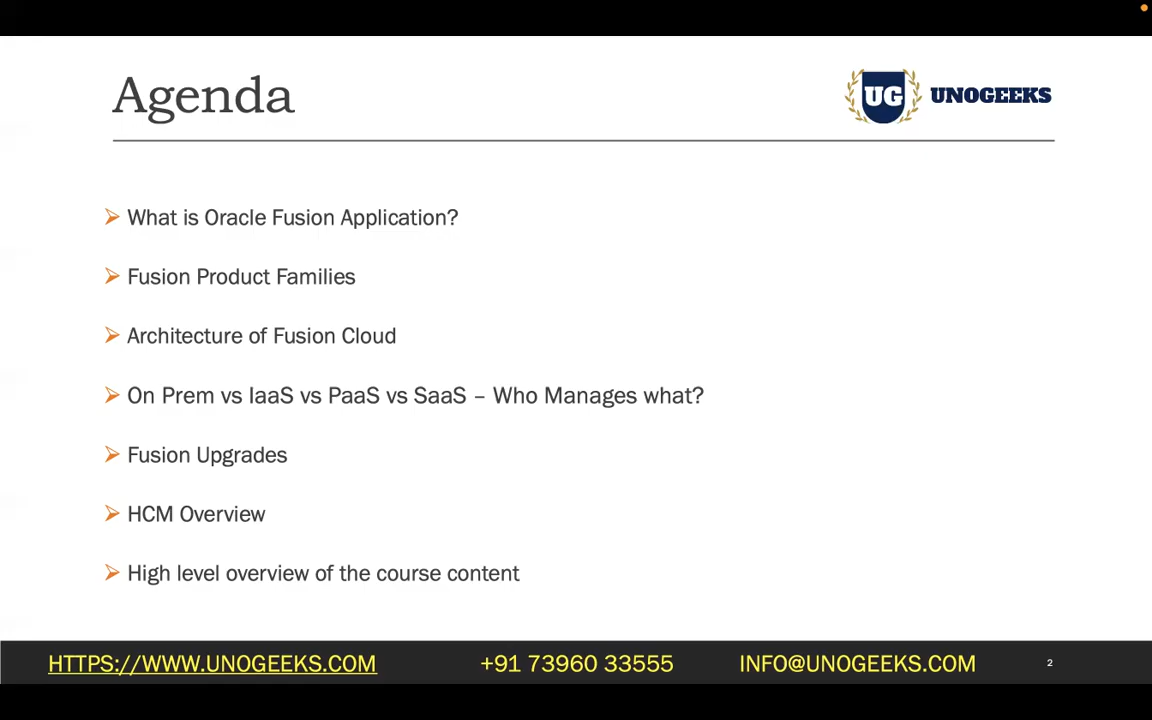 Agenda
UG UNOGEEKS
What is Oracle Fusion Application?
Fusion Product Families
Architecture of Fusion Cloud
On Prem vs IaaS vs PaaS vs SaaS – Who Manages what?
Fusion Upgrades
HCM Overview
High level overview of the course content
HTTPS://WWW.UNOGEEKS.COM +91 73960 33555 INFO@UNOGEEKS.COM 2